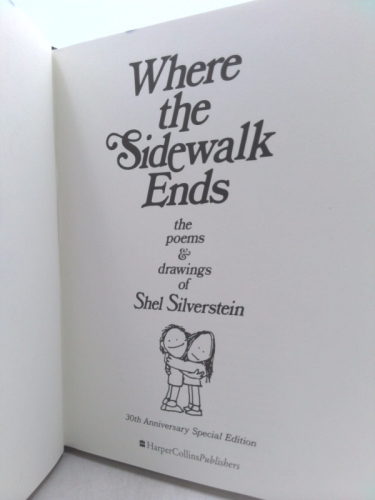 Where
the
Sidewalk
Ends
the
poems
&
drawings
of
Shel Silverstein
30th Anniversary Special Edition
HarperCollinsPublishers